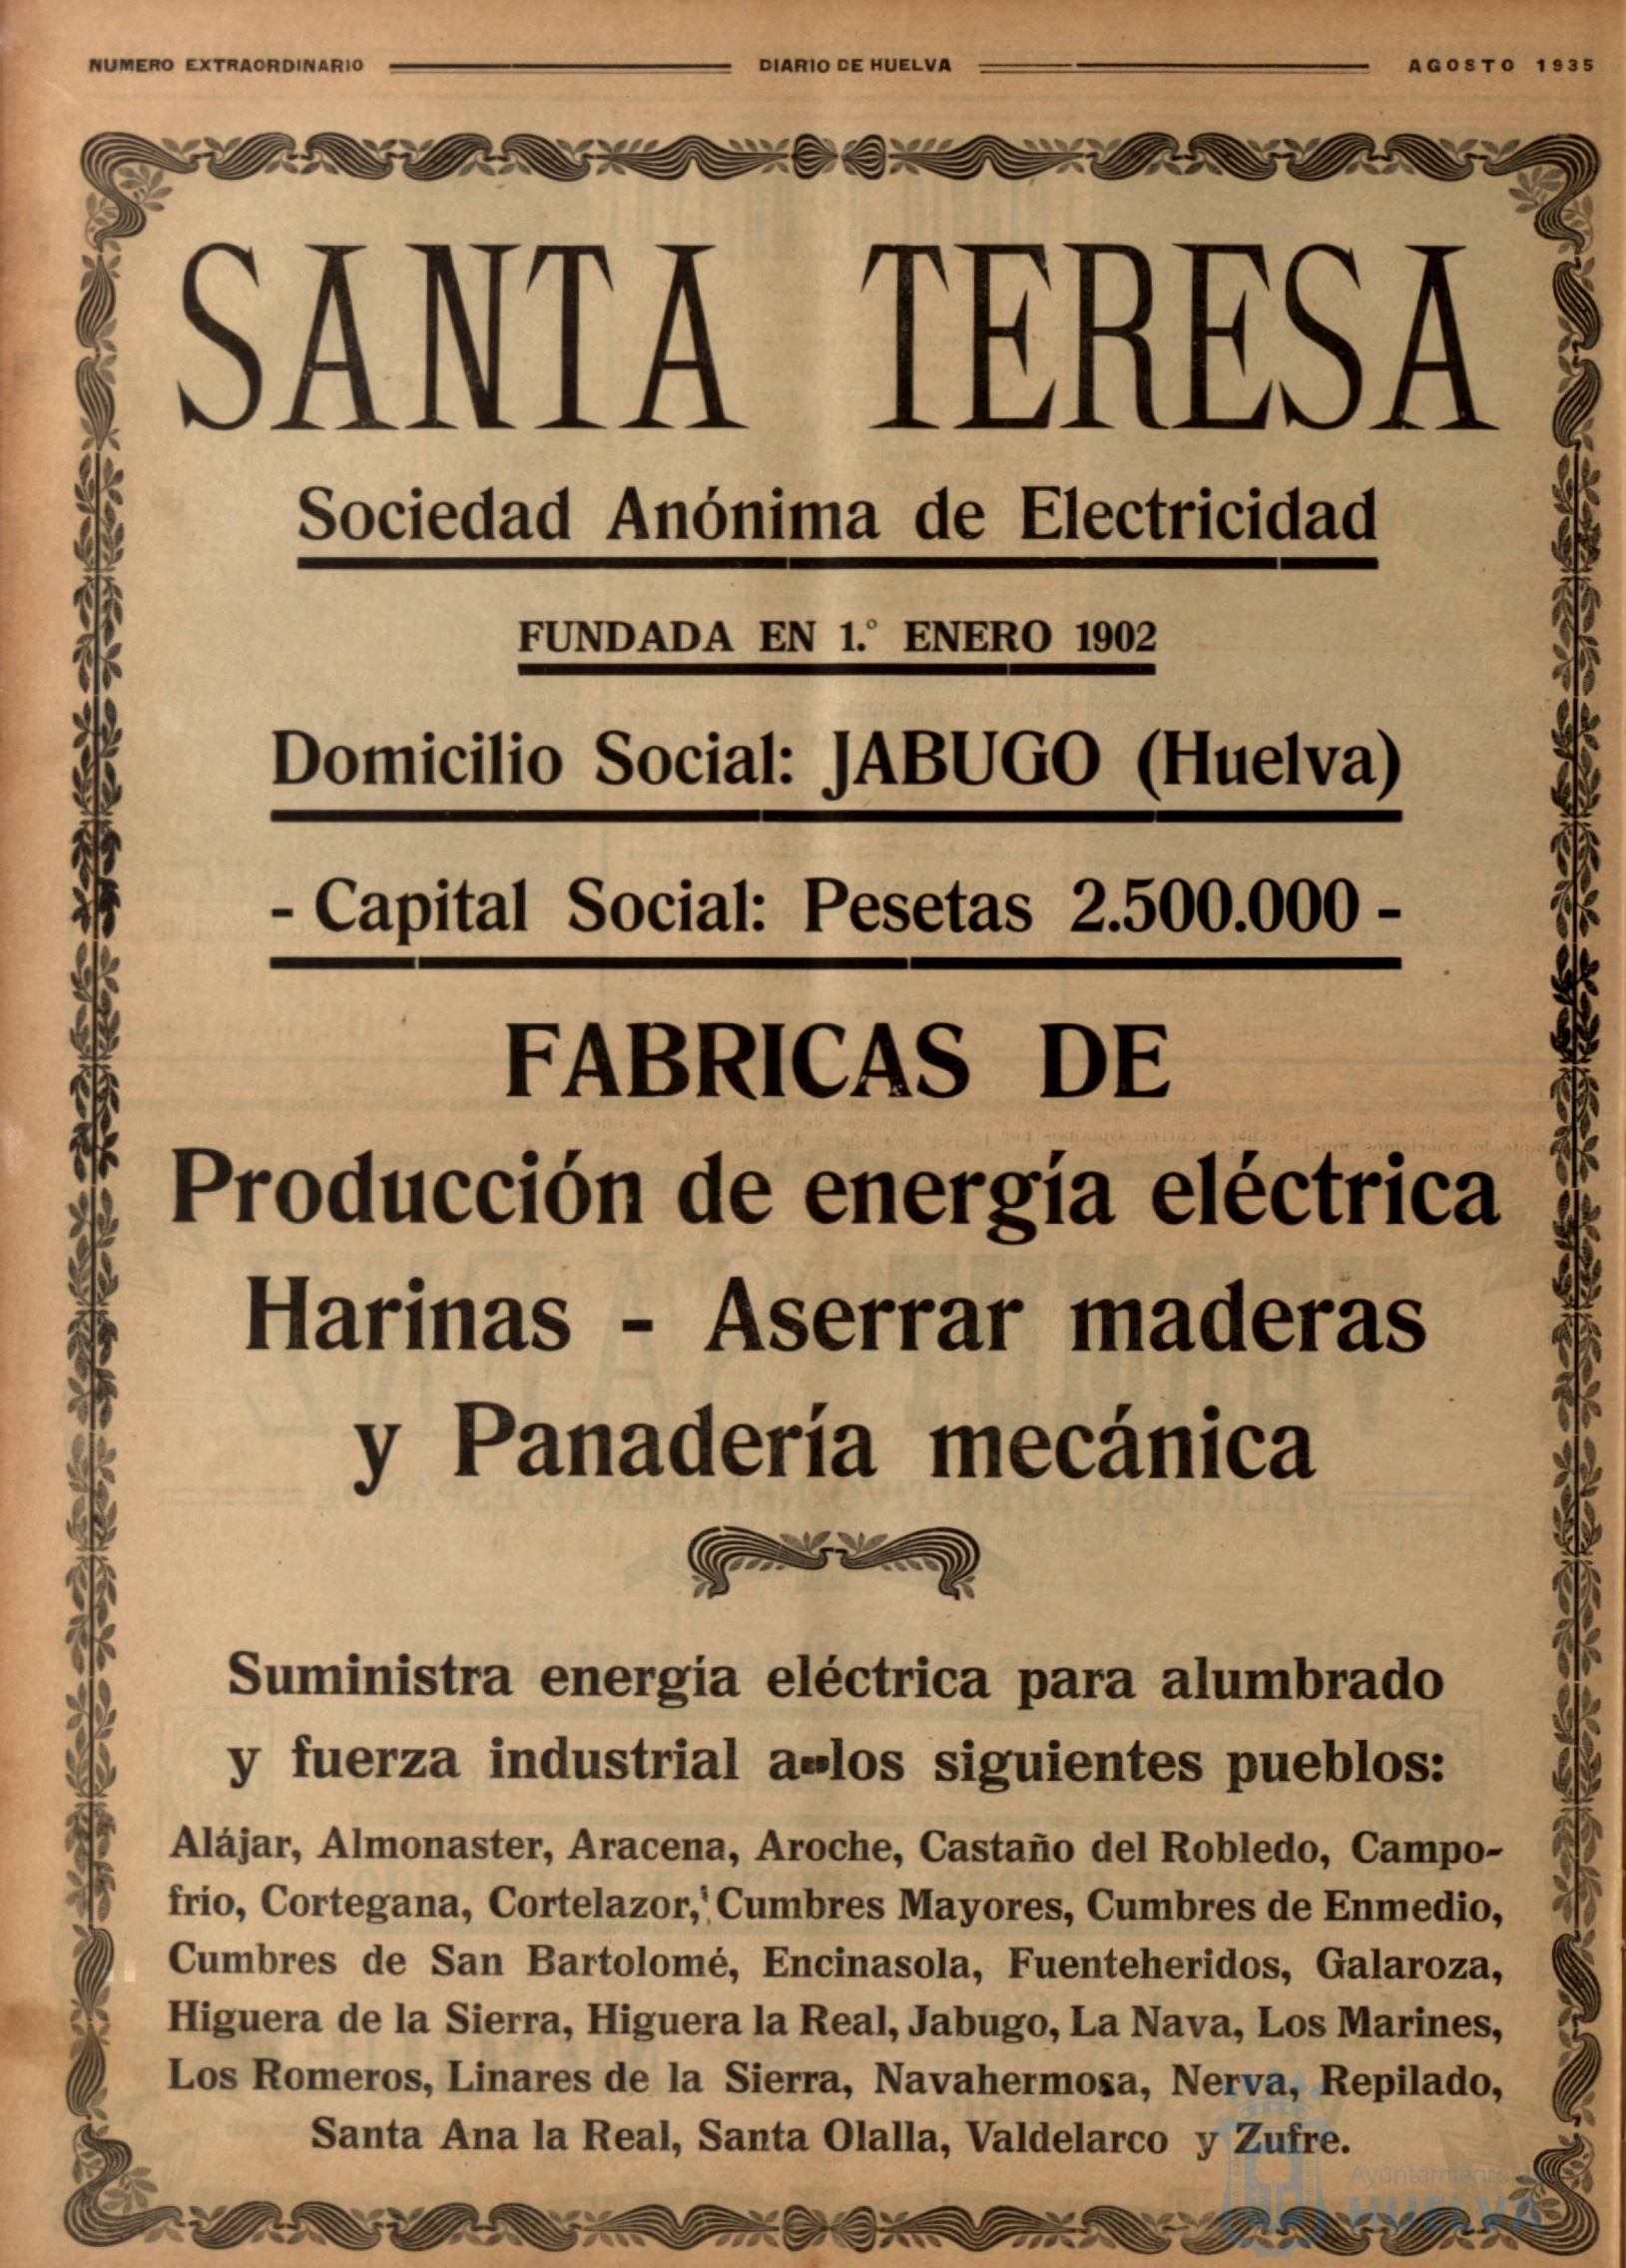 NUMERO EXTRAORDINARIO DIARIO DE HUELVA AGOSTO 1935
SANTA TERESA
Sociedad Anónima de Electricidad
FUNDADA EN 1.º ENERO 1902
Domicilio Social: JABUGO (Huelva)
- Capital Social: Pesetas 2.500.000 -
FABRICAS DE
Producción de energía eléctrica
Harinas - Aserrar maderas
y Panadería mecánica
Suministra energía eléctrica para alumbrado
y fuerza industrial a los siguientes pueblos:
Alájar, Almonaster, Aracena, Aroche, Castaño del Robledo, Campo-
frío, Cortegana, Cortelazor, Cumbres Mayores, Cumbres de Enmedio,
Cumbres de San Bartolomé, Encinasola, Fuenteheridos, Galaroza,
Higuera de la Sierra, Higuera la Real, Jabugo, La Nava, Los Marines,
Los Romeros, Linares de la Sierra, Navahermosa, Nerva, Repilado,
Santa Ana la Real, Santa Olalla, Valdelarco y Zufre.
Ayuntamiento
HUELVA